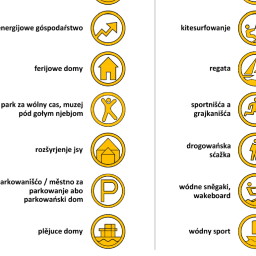 energijowe góspodaŕstwo
ferijowe domy
park za wólny cas, muzej
pód gołym njebjom
rozšyrjenje jsy
parkowanišćo / městno za
parkowanje abo
parkowański dom
P
plějuce domy
kitesurfowanje
regata
sportnišća a
grajkanišća
drogowańska
sćažka
wódne sněgaki,
wakeboard
wódny sport